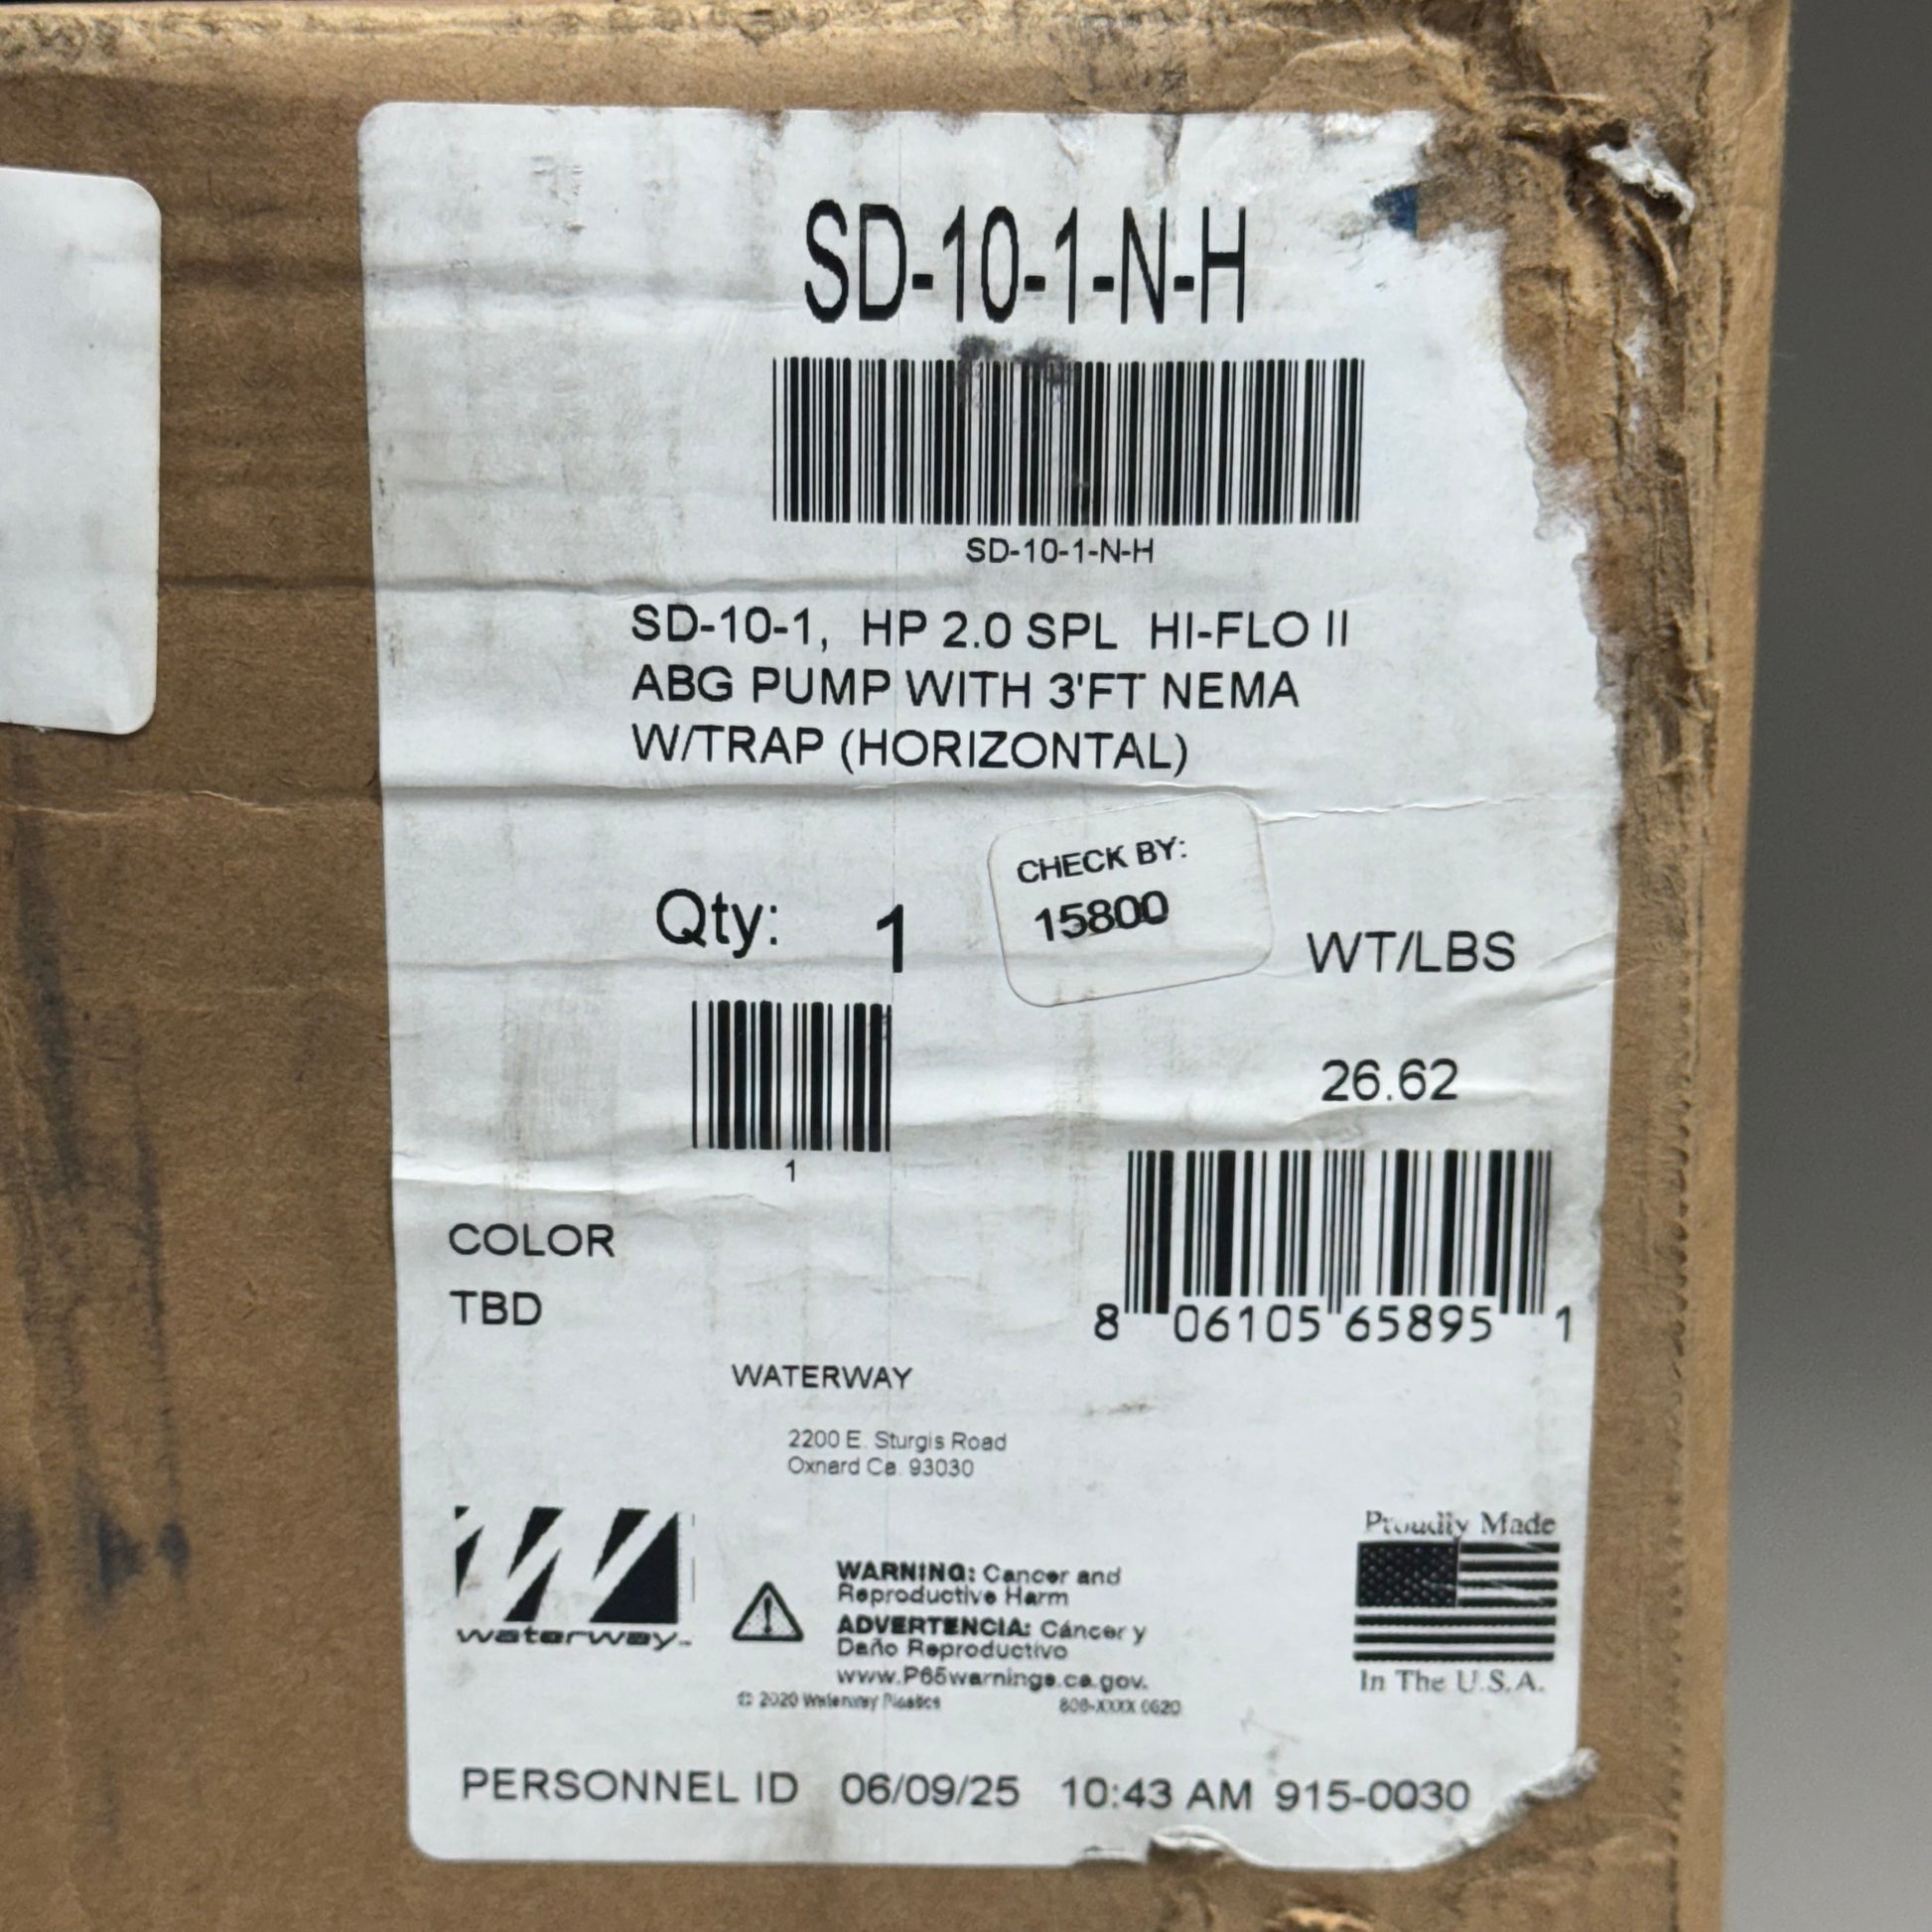 SD-10-1-N-H
SD-10-1-N-H
SD-10-1, HP 2.0 SPL HI-FLO II
ABG PUMP WITH 3'FT NEMA
W/TRAP (HORIZONTAL)
CHECK BY:
15800
Qty: 1
WT/LBS
26.62
1
COLOR
TBD
8 06105 65895 1
WATERWAY
2200 E. Sturgis Road
Oxnard Ca. 93030
waterway
WARNING: Cancer and
Reproductive Harm
ADVERTENCIA: Cáncer y
Daño Reproductivo
www.P65warnings.ca.gov.
© 2020 Waterway Plastics
Proudly Made
In The U.S.A.
PERSONNEL ID 06/09/25 10:43 AM 915-0030